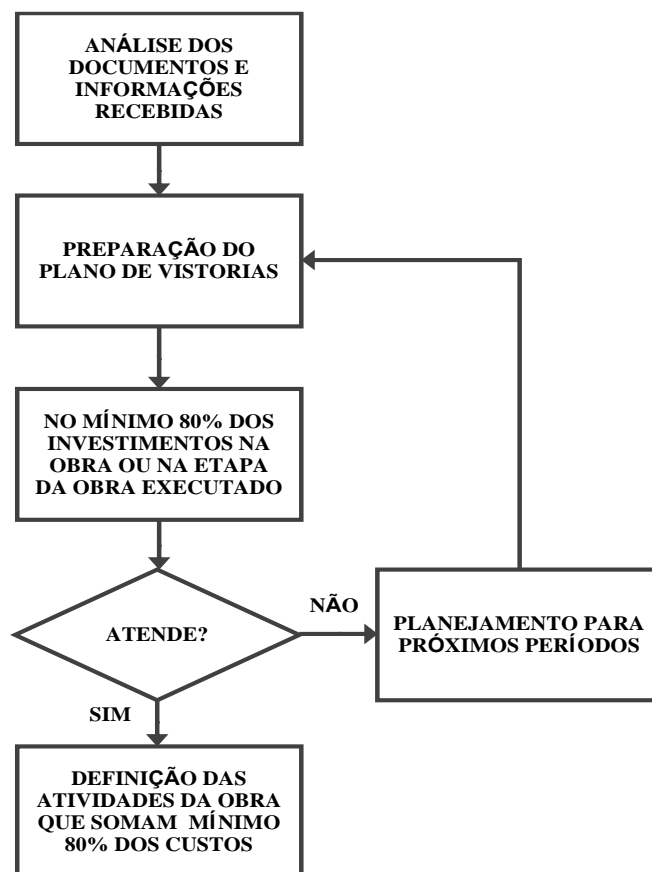 ANÁLISE DOS
DOCUMENTOS E
INFORMAÇÕES
RECEBIDAS
PREPARAÇÃO DO
PLANO DE VISTORIAS
NO MÍNIMO 80% DOS
INVESTIMENTOS NA
OBRA OU NA ETAPA
DA OBRA EXECUTADO
ATENDE?
NÃO
PLANEJAMENTO PARA
PRÓXIMOS PERÍODOS
SIM
DEFINIÇÃO DAS
ATIVIDADES DA OBRA
QUE SOMAM MÍNIMO
80% DOS CUSTOS